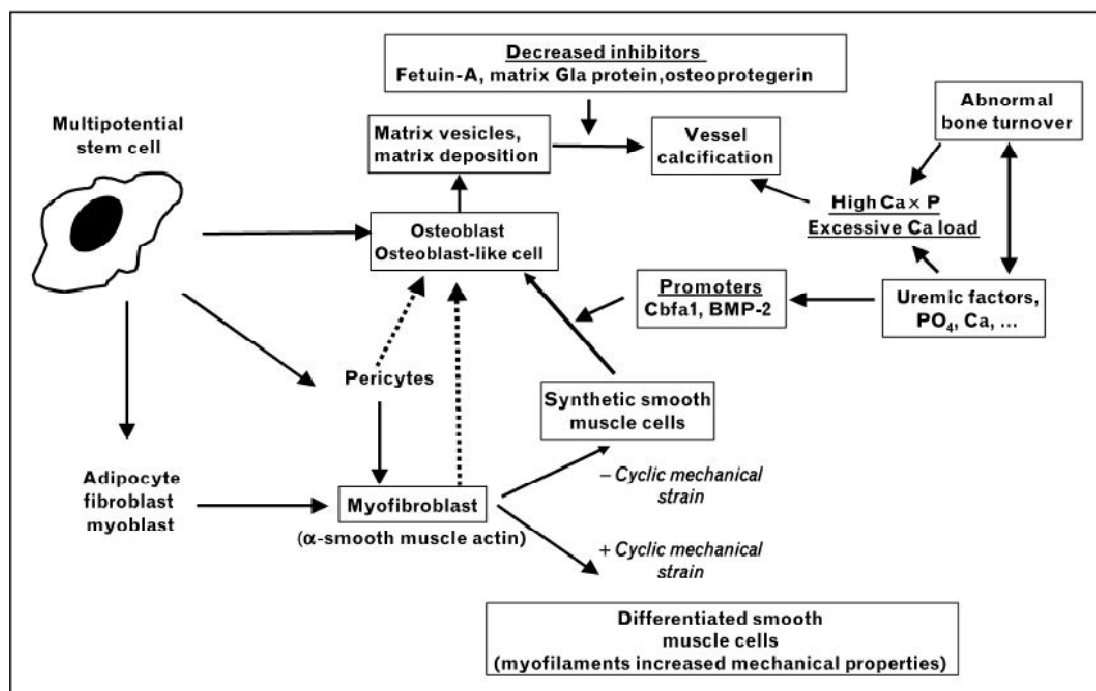 Decreased inhibitors
Fetuin-A, matrix Gla protein,osteoprotegerin
Abnormal
bone turnover
Multipotential
stem cell
Matrix vesicles,
matrix deposition
Vessel
calcification
High Ca x P
Excessive Ca load
Osteoblast
Osteoblast-like cell
Promoters
Cbfa1, BMP-2
Uremic factors,
PO4, Ca, ...
Pericytes
Synthetic smooth
muscle cells
Adipocyte
fibroblast
myoblast
Myofibroblast
(α-smooth muscle actin)
– Cyclic mechanical
strain
+ Cyclic mechanical
strain
Differentiated smooth
muscle cells
(myofilaments increased mechanical properties)